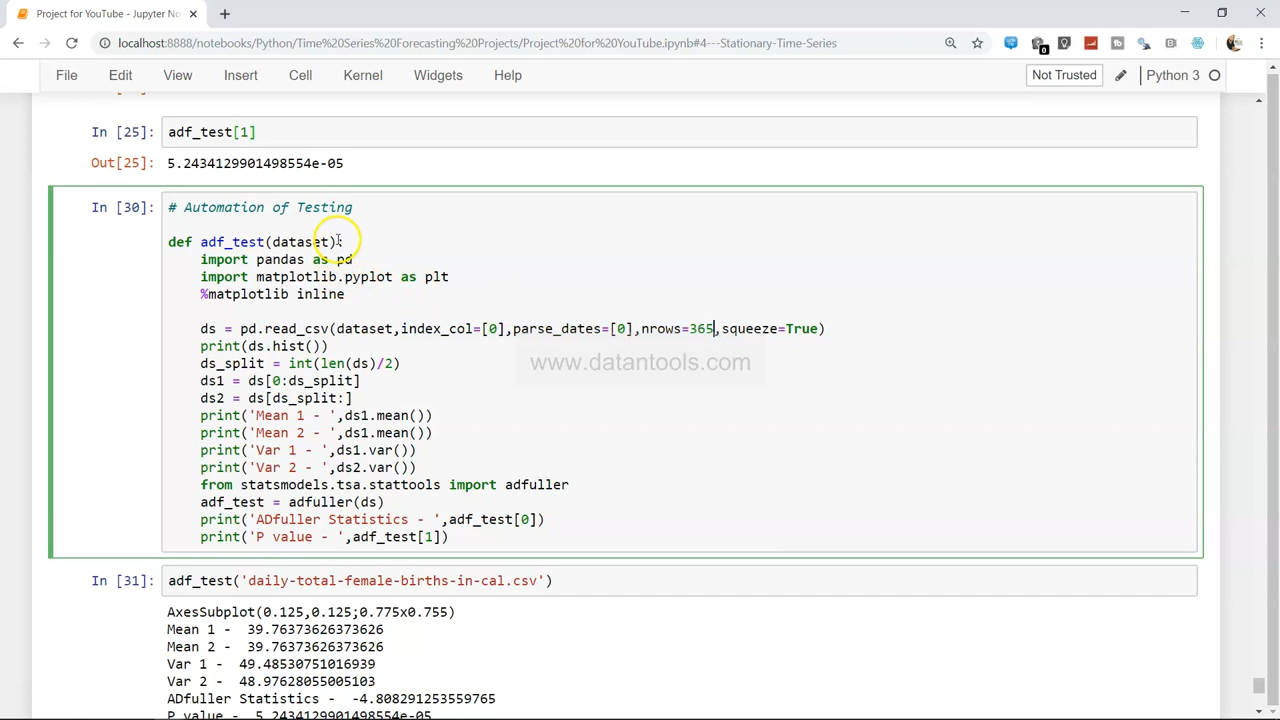 Project for YouTube - Jupyter No
localhost:8888/notebooks/Python/Time%20Series%20Forecasting%20Projects/Project%20for%20YouTube.ipynb#4---Stationary-Time-Series
0
File Edit View Insert Cell Kernel Widgets Help Not Trusted Python 3
In [25]: adf_test[1]
Out[25]: 5.2434129901498554e-05
In [30]: # Automation of Testing
def adf_test(dataset):
import pandas as pd
import matplotlib.pyplot as plt
%matplotlib inline
ds = pd.read_csv(dataset,index_col=[0],parse_dates=[0],nrows=365,squeeze=True)
print(ds.hist())
www.datantools.com
ds_split = int(len(ds)/2)
ds1 = ds[0:ds_split]
ds2 = ds[ds_split:]
print('Mean 1 - ',ds1.mean())
print('Mean 2 - ',ds1.mean())
print('Var 1 - ',ds1.var())
print('Var 2 - ',ds2.var())
from statsmodels.tsa.stattools import adfuller
adf_test = adfuller(ds)
print('ADfuller Statistics - ',adf_test[0])
print('P value - ',adf_test[1])
In [31]: adf_test('daily-total-female-births-in-cal.csv')
AxesSubplot(0.125,0.125;0.775x0.755)
Mean 1 -  39.76373626373626
Mean 2 -  39.76373626373626
Var 1 -  49.48530751016939
Var 2 -  48.97628055005103
ADfuller Statistics -  -4.808291253559765
P value -  5.2434129901498554e-05